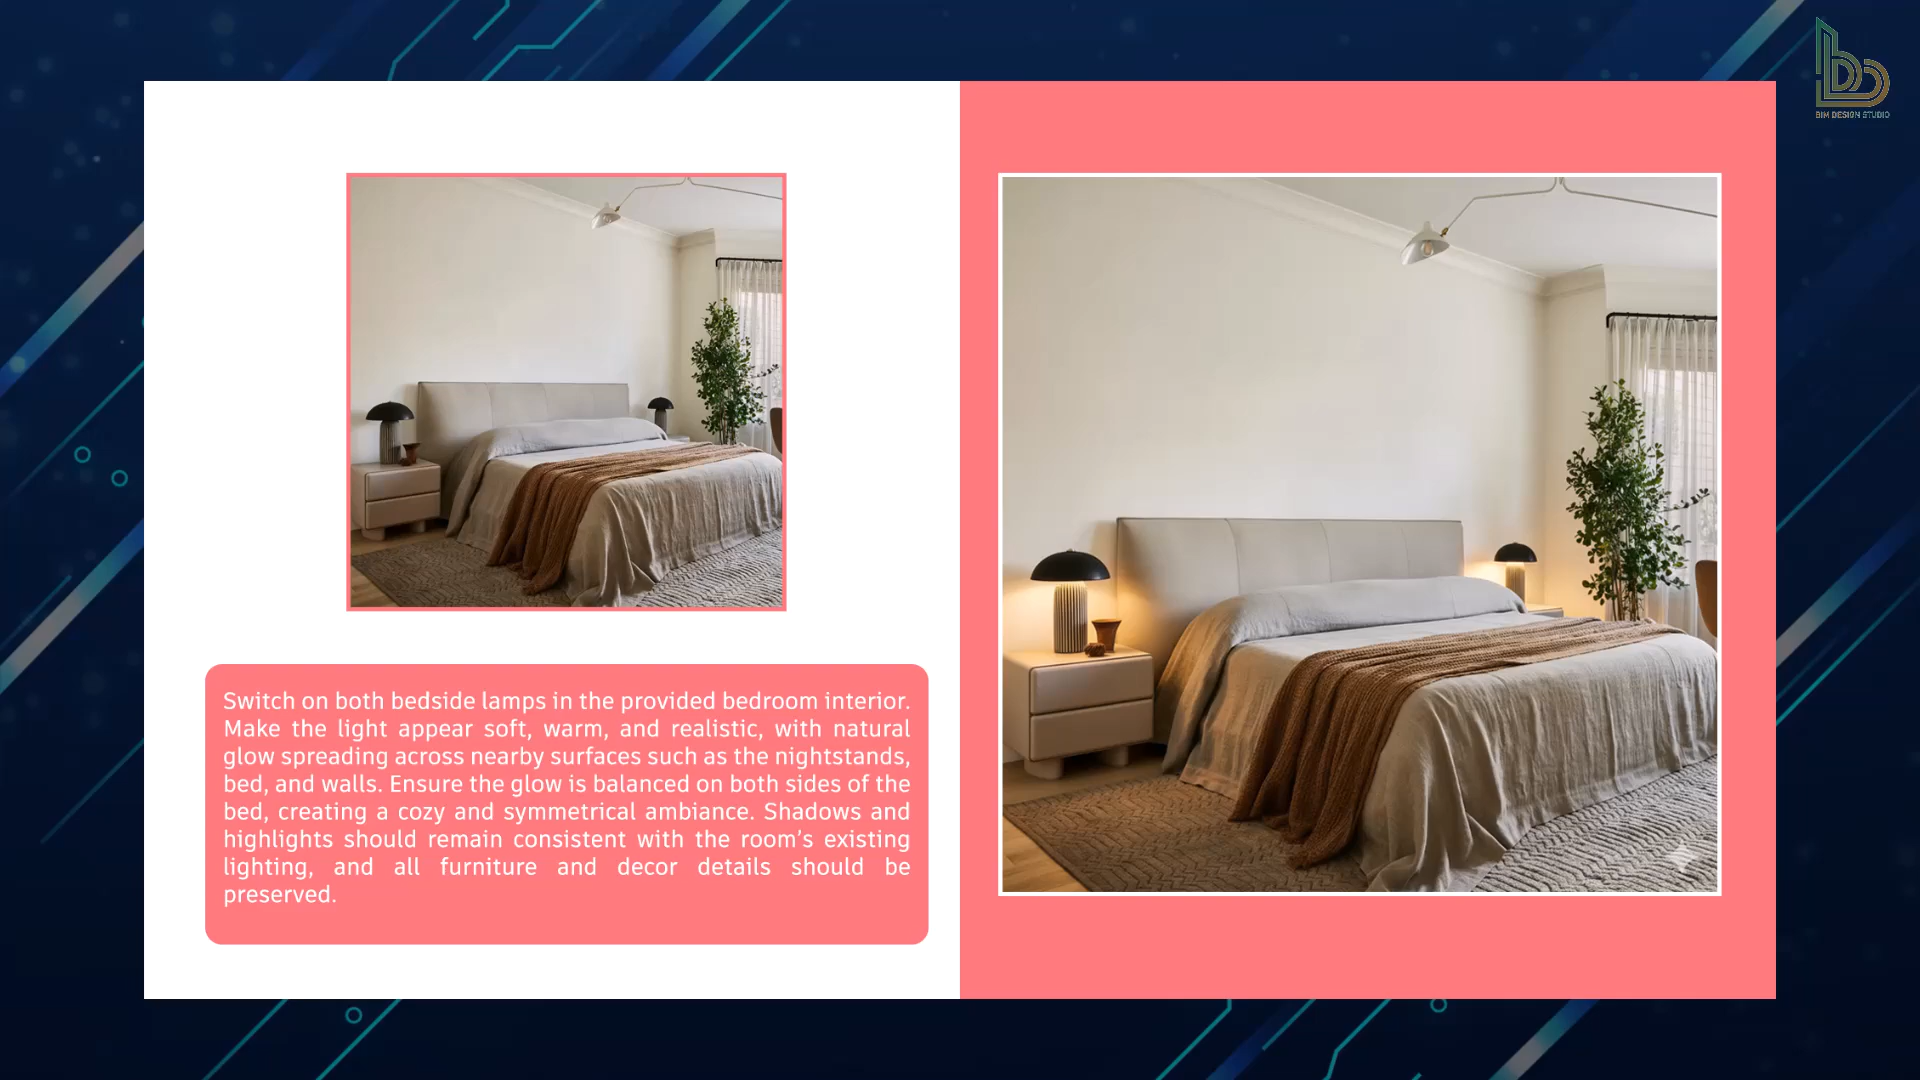 BIM DESIGN STUDIO
Switch on both bedside lamps in the provided bedroom interior.
Make the light appear soft, warm, and realistic, with natural
glow spreading across nearby surfaces such as the nightstands,
bed, and walls. Ensure the glow is balanced on both sides of the
bed, creating a cozy and symmetrical ambiance. Shadows and
highlights should remain consistent with the room’s existing
lighting, and all furniture and decor details should be
preserved.